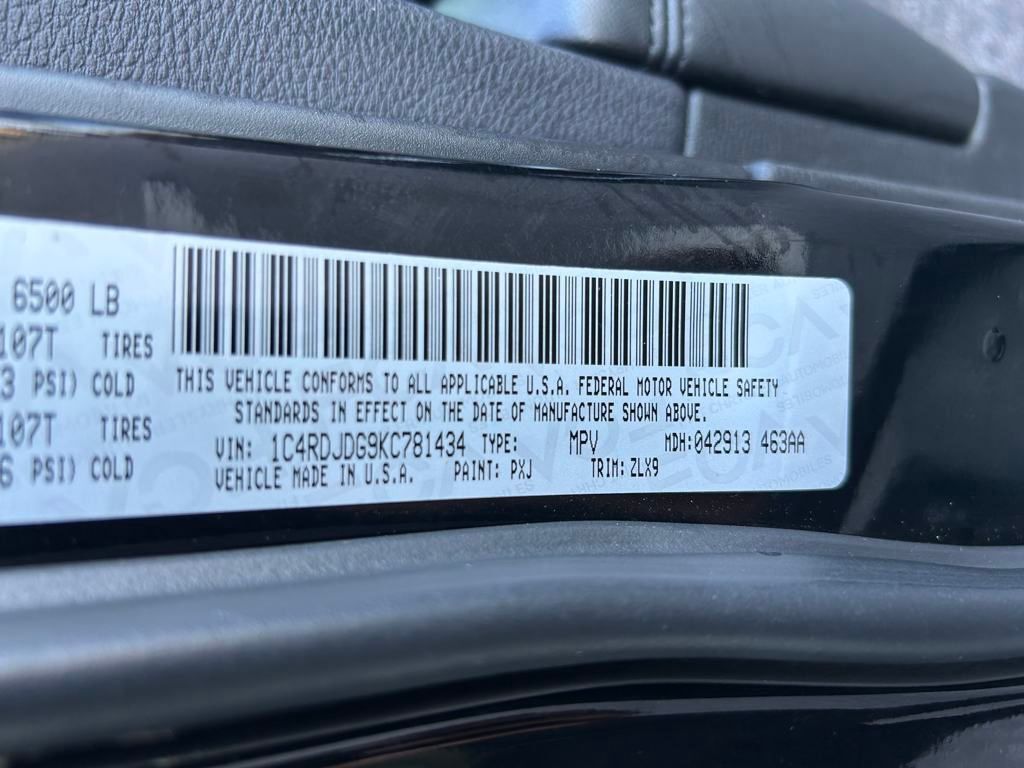 6500 LB
107T TIRES
3 PSI) COLD
107T
6 PSI) COLD
THIS VEHICLE CONFORMS TO ALL APPLICABLE U.S.A. FEDERAL MOTOR VEHICLE SAFETY
STANDARDS IN EFFECT ON THE DATE OF MANUFACTURE SHOWN ABOVE.
VIN: 1C4RDJDG9KC781434 TYPE: MPV MDH:042913 463AA
VEHICLE MADE IN U.S.A. PAINT: PXJ TRIM: ZLX9